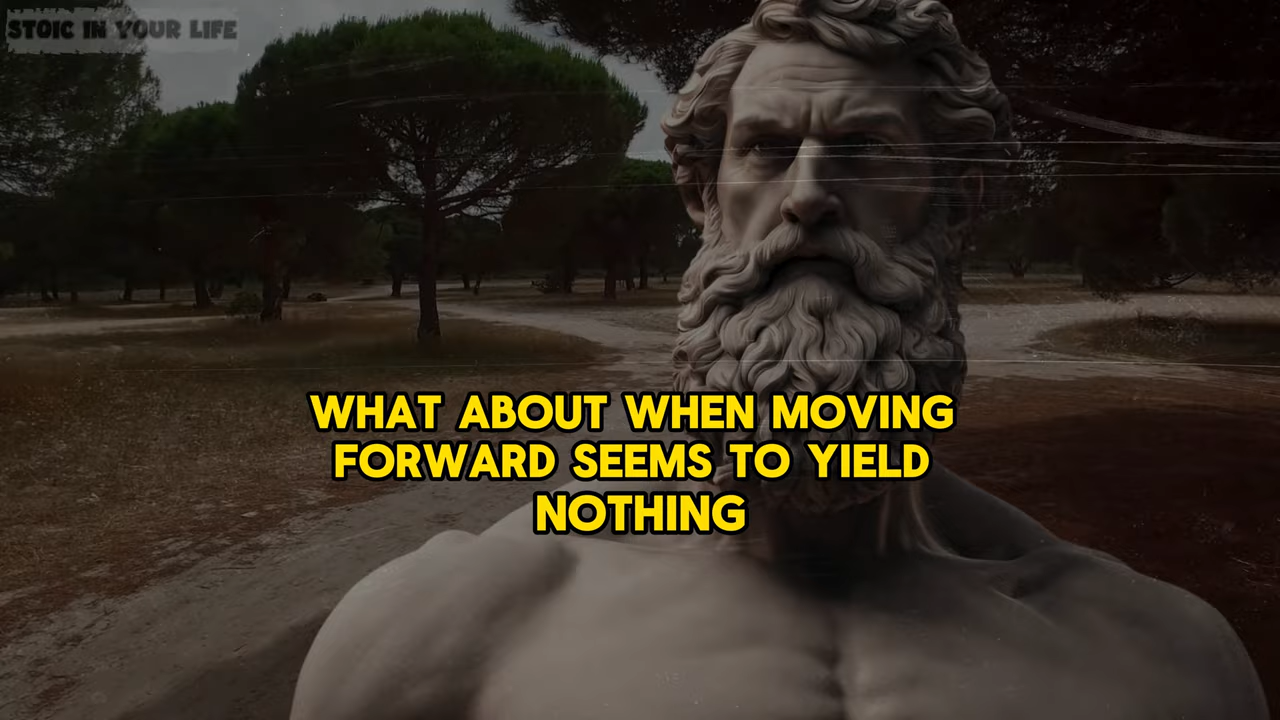 STOIC IN YOUR LIFE
WHAT ABOUT WHEN MOVING
FORWARD SEEMS TO YIELD
NOTHING